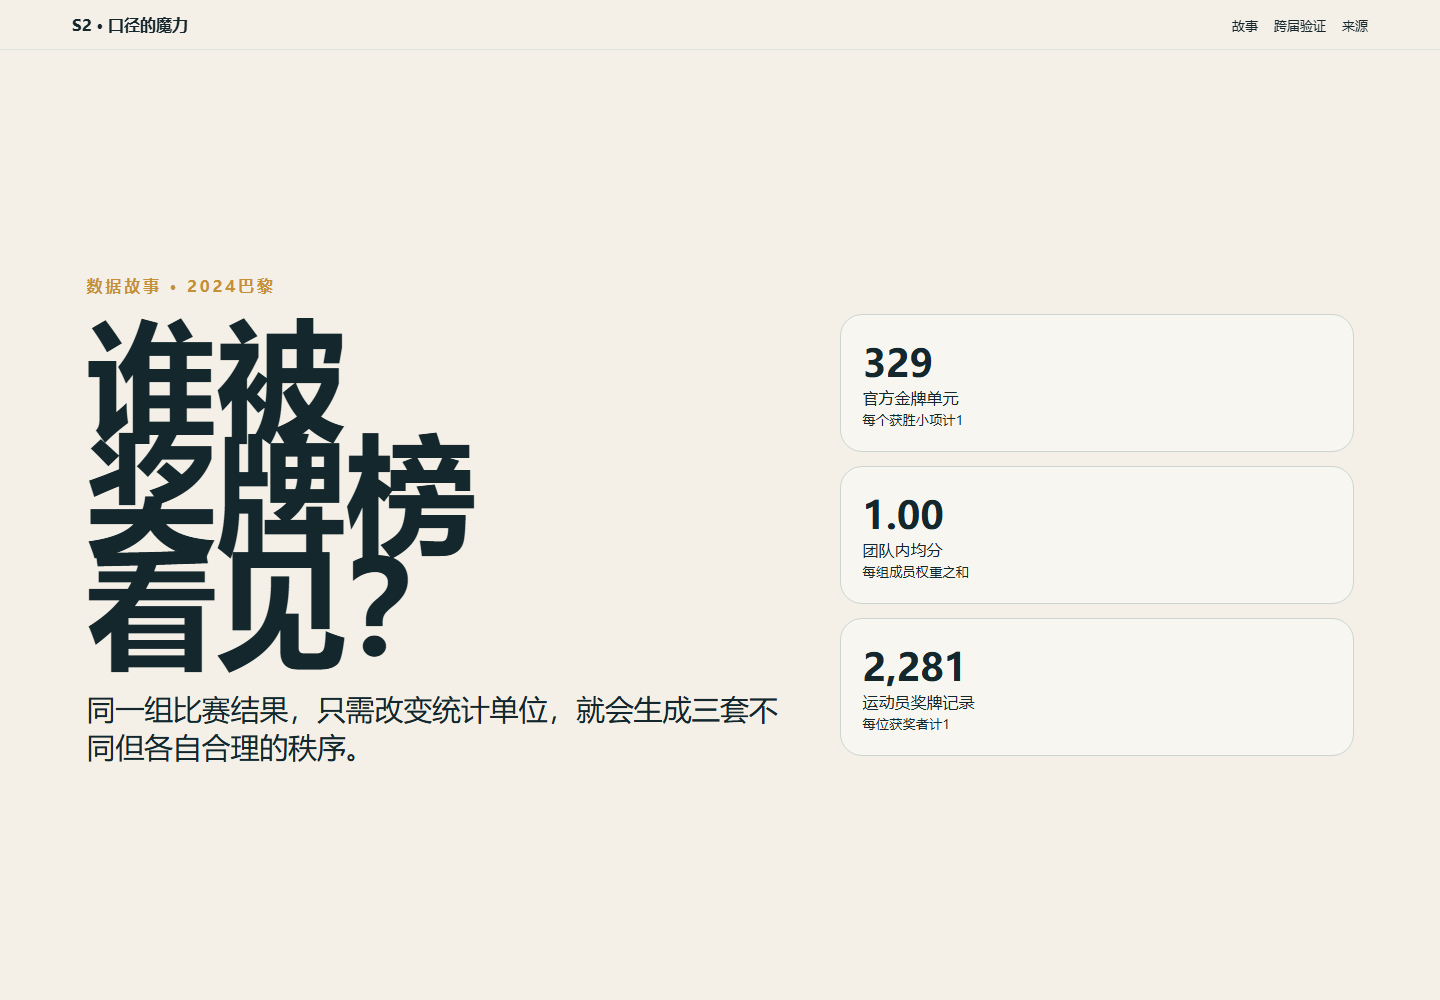 S2 • 口径的魔力
故事 跨届验证 来源
数据故事 • 2024巴黎
谁被
奖牌榜
看见？
同一组比赛结果，只需改变统计单位，就会生成三套不
同但各自合理的秩序。
329
官方金牌单元
每个获胜小项计1
1.00
团队内均分
每组成员权重之和
2,281
运动员奖牌记录
每位获奖者计1